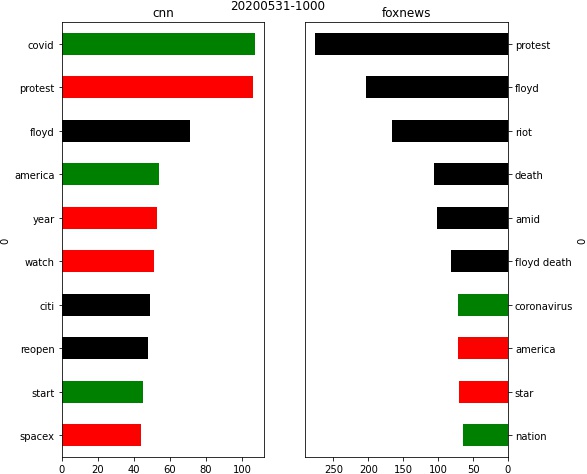 20200531-1000
cnn
foxnews
covid
protest
floyd
america
year
watch
citi
reopen
start
spacex
0
0 20 40 60 80 100
protest
floyd
riot
death
amid
floyd death
coronavirus
america
star
nation
0
250 200 150 100 50 0